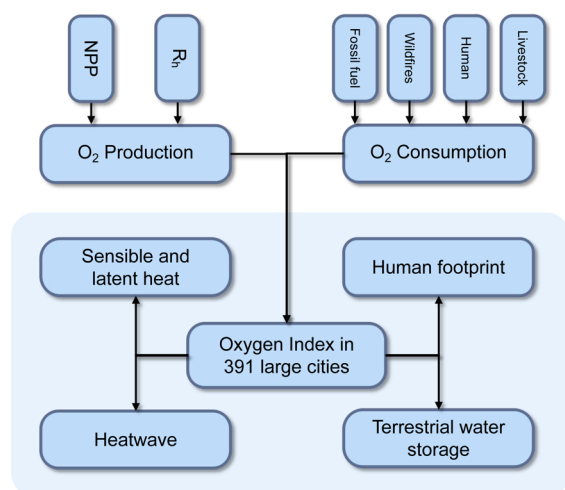 NPP
Rₕ
Fossil fuel
Wildfires
Human
Livestock
O₂ Production
O₂ Consumption
Sensible and
latent heat
Human footprint
Oxygen Index in
391 large cities
Heatwave
Terrestrial water
storage